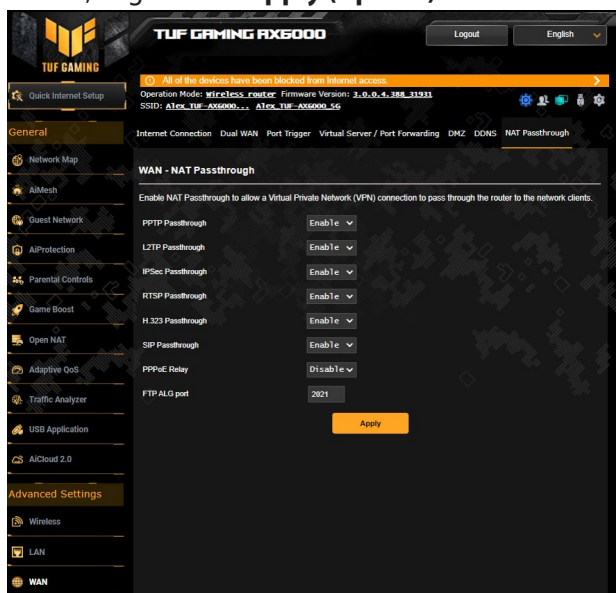 TUF GAMING AX6000
Logout
English
TUF GAMING
All of the devices have been blocked from Internet access.
Quick Internet Setup
Operation Mode: Wireless router Firmware Version: 3.0.0.4.388_31931
SSID: Alex_TUF-AX6000... Alex_TUF-AX6000_5G
General
Internet Connection Dual WAN Port Trigger Virtual Server / Port Forwarding DMZ DDNS NAT Passthrough
Network Map
WAN - NAT Passthrough
AiMesh
Enable NAT Passthrough to allow a Virtual Private Network (VPN) connection to pass through the router to the network clients.
Guest Network
PPTP Passthrough Enable
AiProtection
L2TP Passthrough Enable
Parental Controls
IPSec Passthrough Enable
RTSP Passthrough Enable
Game Boost
H.323 Passthrough Enable
Open NAT
SIP Passthrough Enable
Adaptive QoS
PPPoE Relay Disable
Traffic Analyzer
FTP ALG port 2021
USB Application
Apply
AiCloud 2.0
Advanced Settings
Wireless
LAN
WAN